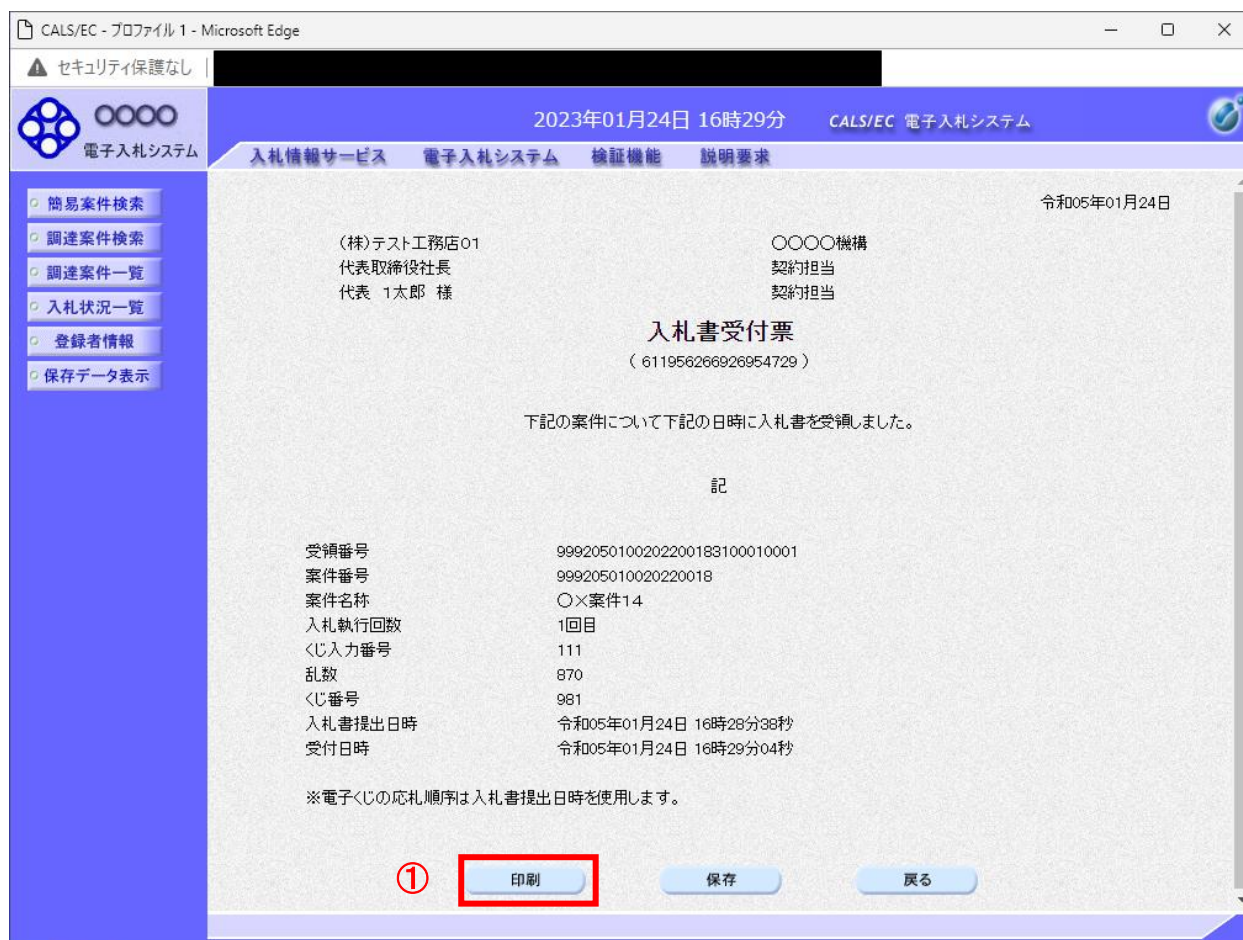 CALS/EC - プロファイル 1 - Microsoft Edge
セキュリティ保護なし
〇〇〇〇
電子入札システム
2023年01月24日 16時29分
CALS/EC 電子入札システム
入札情報サービス 電子入札システム 検証機能 説明要求
簡易案件検索
調達案件検索
調達案件一覧
入札状況一覧
登録者情報
保存データ表示
令和05年01月24日
(株)テスト工務店01
代表取締役社長
代表 1太郎 様
〇〇〇〇機構
契約担当
契約担当
入札書受付票
( 611956266926954729 )
下記の案件について下記の日時に入札書を受領しました。
記
受領番号 9992050100202200183100010001
案件番号 999205010020220018
案件名称 〇×案件14
入札執行回数 1回目
くじ入力番号 111
乱数 870
くじ番号 981
入札書提出日時 令和05年01月24日 16時28分38秒
受付日時 令和05年01月24日 16時29分04秒
※電子くじの応札順序は入札書提出日時を使用します。
① 印刷 保存 戻る